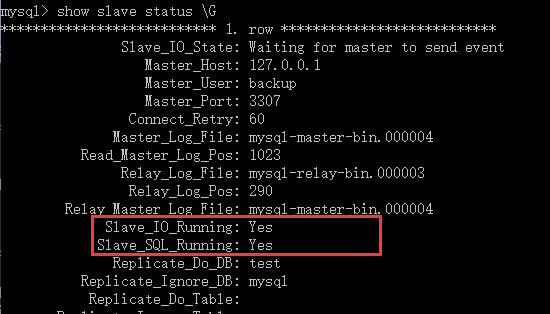 mysql> show slave status \G
*************************** 1. row ***************************
Slave_IO_State: Waiting for master to send event
Master_Host: 127.0.0.1
Master_User: backup
Master_Port: 3307
Connect_Retry: 60
Master_Log_File: mysql-master-bin.000004
Read_Master_Log_Pos: 1023
Relay_Log_File: mysql-relay-bin.000003
Relay_Log_Pos: 290
Relay_Master_Log_File: mysql-master-bin.000004
Slave_IO_Running: Yes
Slave_SQL_Running: Yes
Replicate_Do_DB: test
Replicate_Ignore_DB: mysql
Replicate_Do_Table: